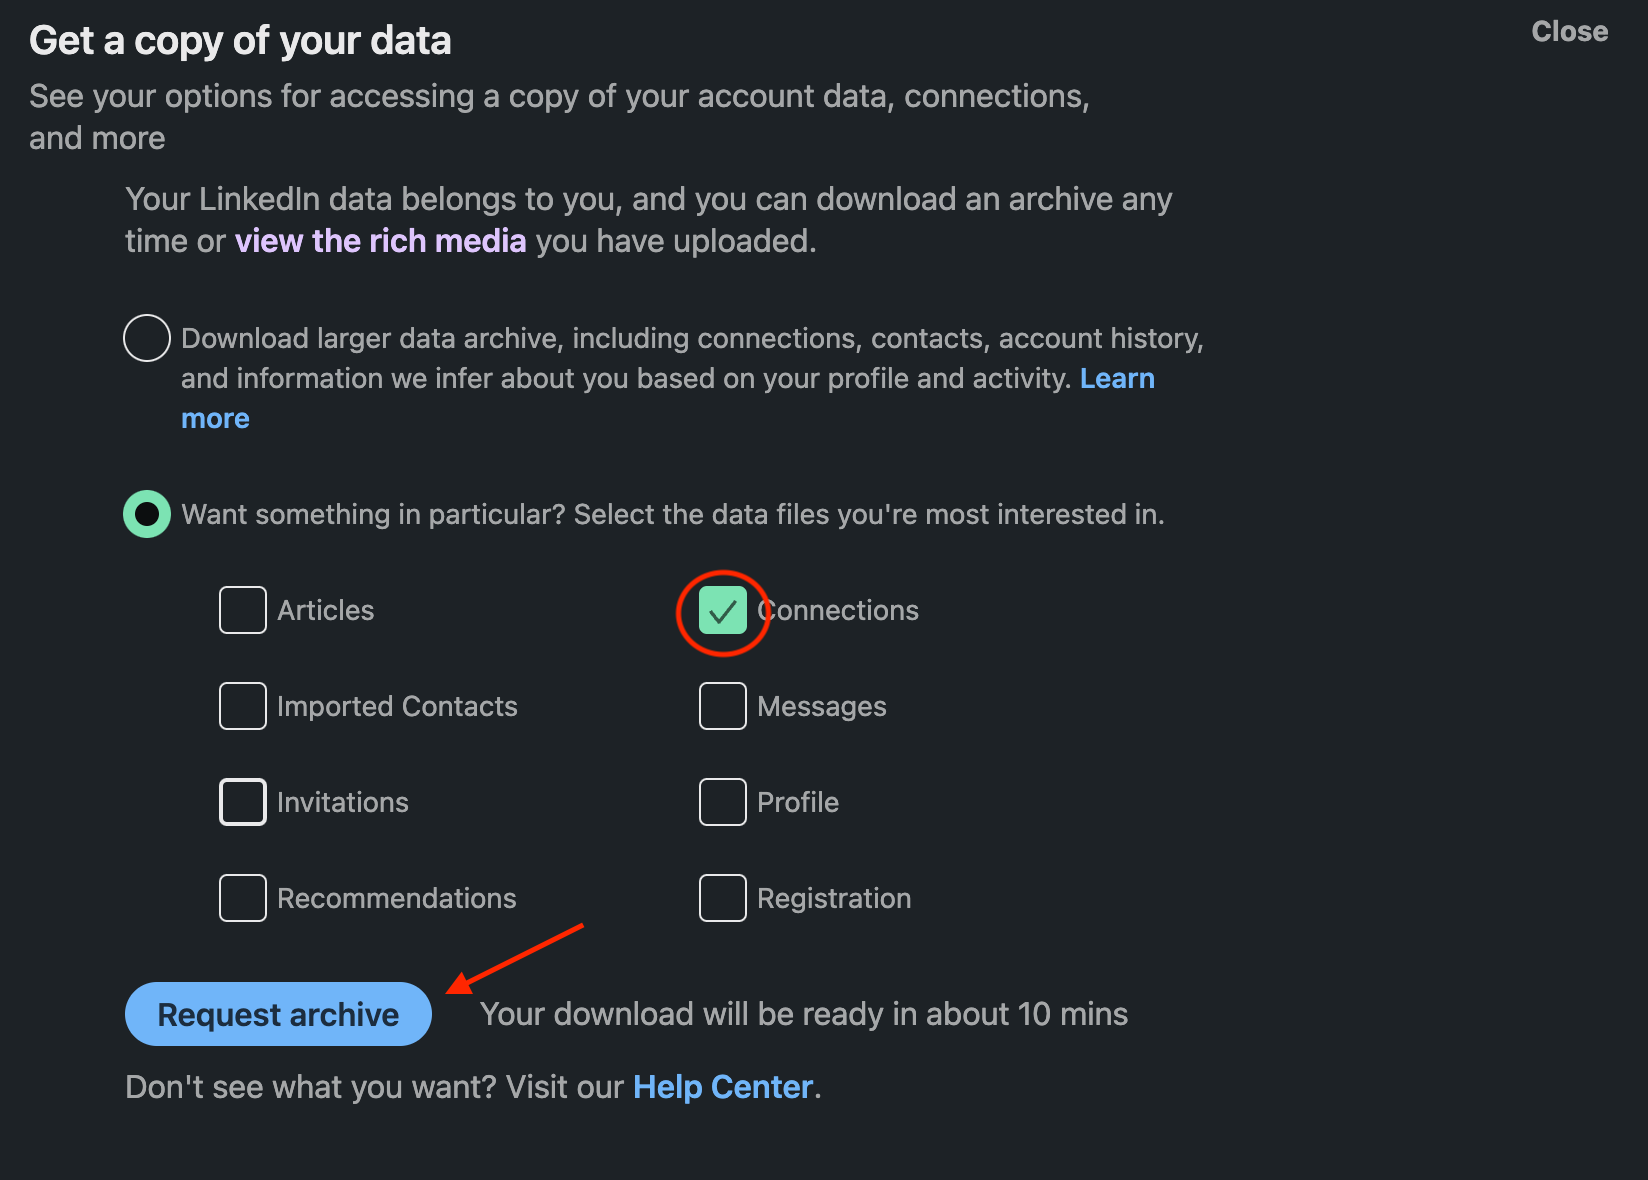 Get a copy of your data
Close
See your options for accessing a copy of your account data, connections,
and more
Your LinkedIn data belongs to you, and you can download an archive any
time or view the rich media you have uploaded.
Download larger data archive, including connections, contacts, account history,
and information we infer about you based on your profile and activity. Learn
more
Want something in particular? Select the data files you're most interested in.
Articles
Connections
Imported Contacts
Messages
Invitations
Profile
Recommendations
Registration
Request archive
Your download will be ready in about 10 mins
Don't see what you want? Visit our Help Center.